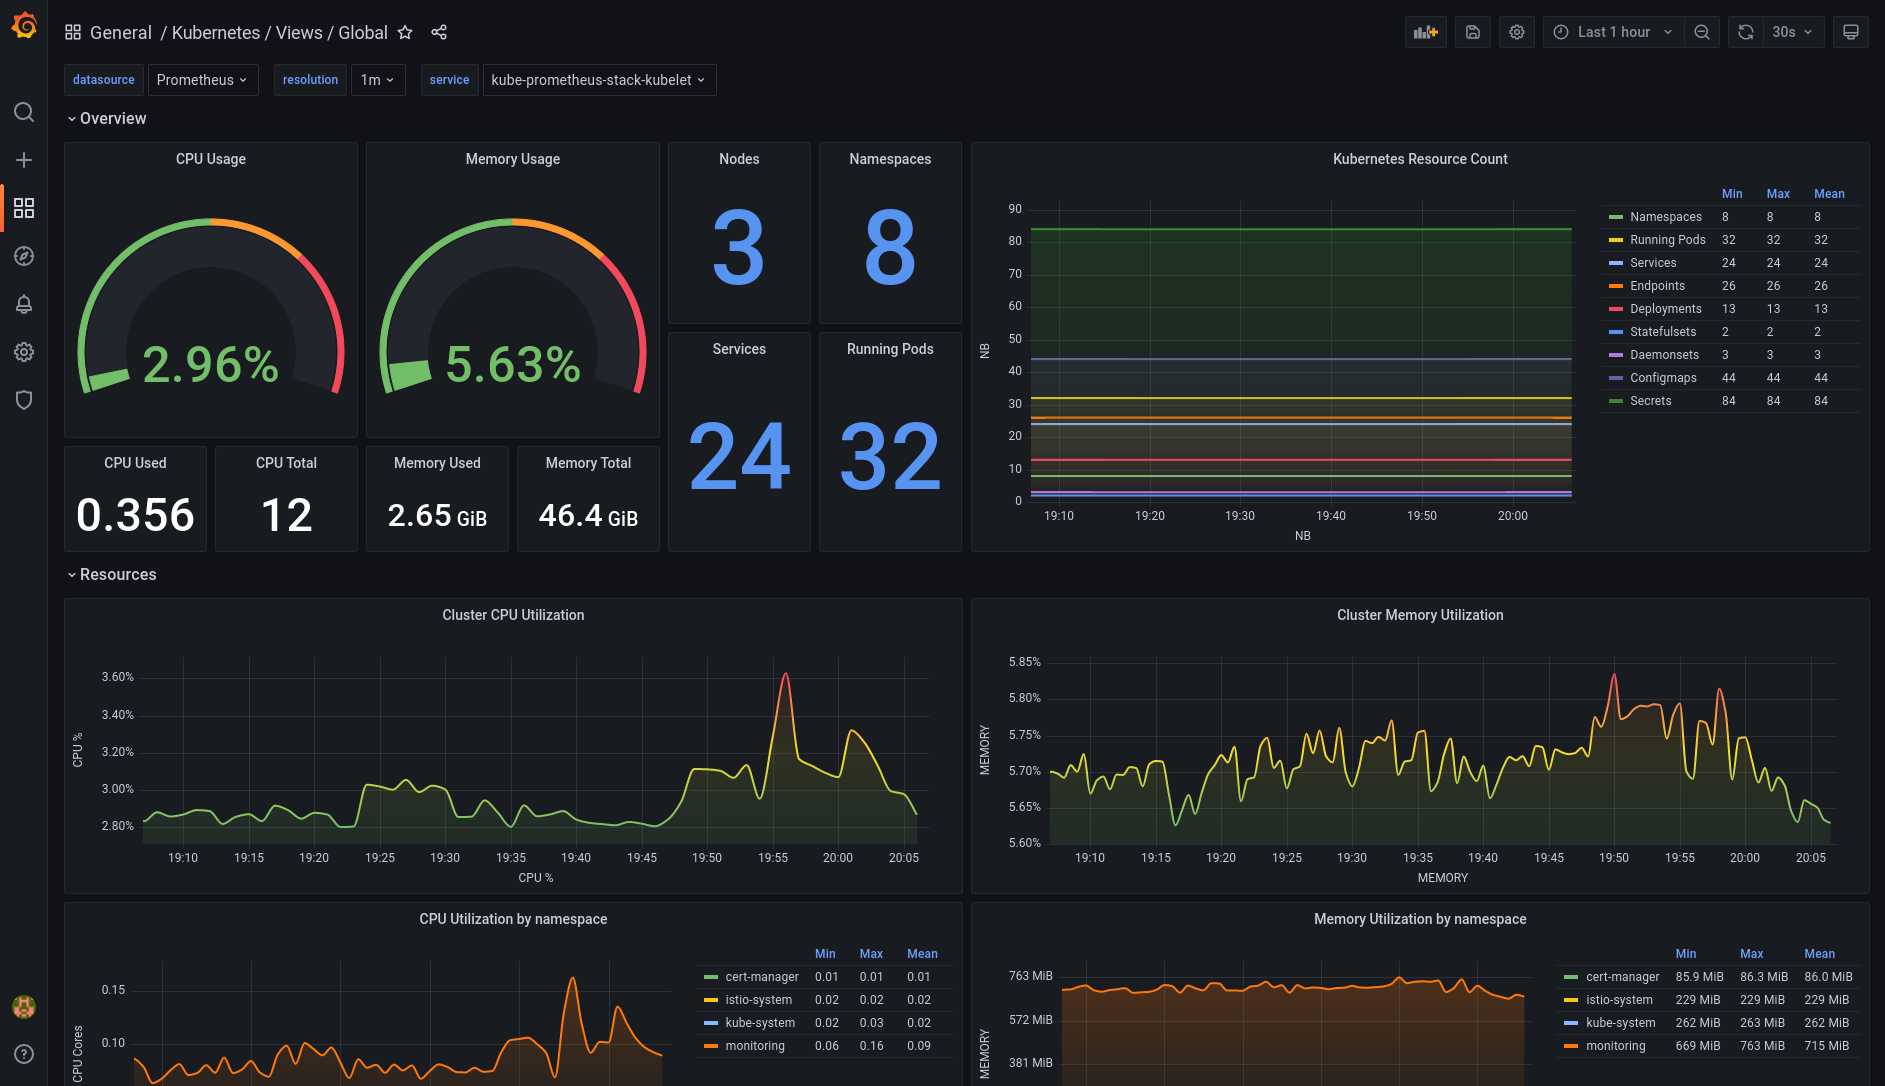 General / Kubernetes / Views / Global
Last 1 hour
30s
datasource Prometheus resolution 1m service kube-prometheus-stack-kubelet
Overview
CPU Usage
2.96%
Memory Usage
5.63%
Nodes
3
Namespaces
8
CPU Used
0.356
CPU Total
12
Memory Used
2.65 GiB
Memory Total
46.4 GiB
Services
24
Running Pods
32
Kubernetes Resource Count
NB
90
80
70
60
50
40
30
20
10
0
19:10 19:20 19:30 19:40 19:50 20:00
NB
Min Max Mean
Namespaces 8 8 8
Running Pods 32 32 32
Services 24 24 24
Endpoints 26 26 26
Deployments 13 13 13
Statefulsets 2 2 2
Daemonsets 3 3 3
Configmaps 44 44 44
Secrets 84 84 84
Resources
Cluster CPU Utilization
CPU %
3.60%
3.40%
3.20%
3.00%
2.80%
19:10 19:15 19:20 19:25 19:30 19:35 19:40 19:45 19:50 19:55 20:00 20:05
CPU %
Cluster Memory Utilization
MEMORY
5.85%
5.80%
5.75%
5.70%
5.65%
5.60%
19:10 19:15 19:20 19:25 19:30 19:35 19:40 19:45 19:50 19:55 20:00 20:05
MEMORY
CPU Utilization by namespace
CPU Cores
0.15
0.10
Min Max Mean
cert-manager 0.01 0.01 0.01
istio-system 0.02 0.02 0.02
kube-system 0.02 0.03 0.02
monitoring 0.06 0.16 0.09
Memory Utilization by namespace
MEMORY
763 MiB
572 MiB
381 MiB
Min Max Mean
cert-manager 85.9 MiB 86.3 MiB 86.0 MiB
istio-system 229 MiB 229 MiB 229 MiB
kube-system 262 MiB 263 MiB 262 MiB
monitoring 669 MiB 763 MiB 715 MiB